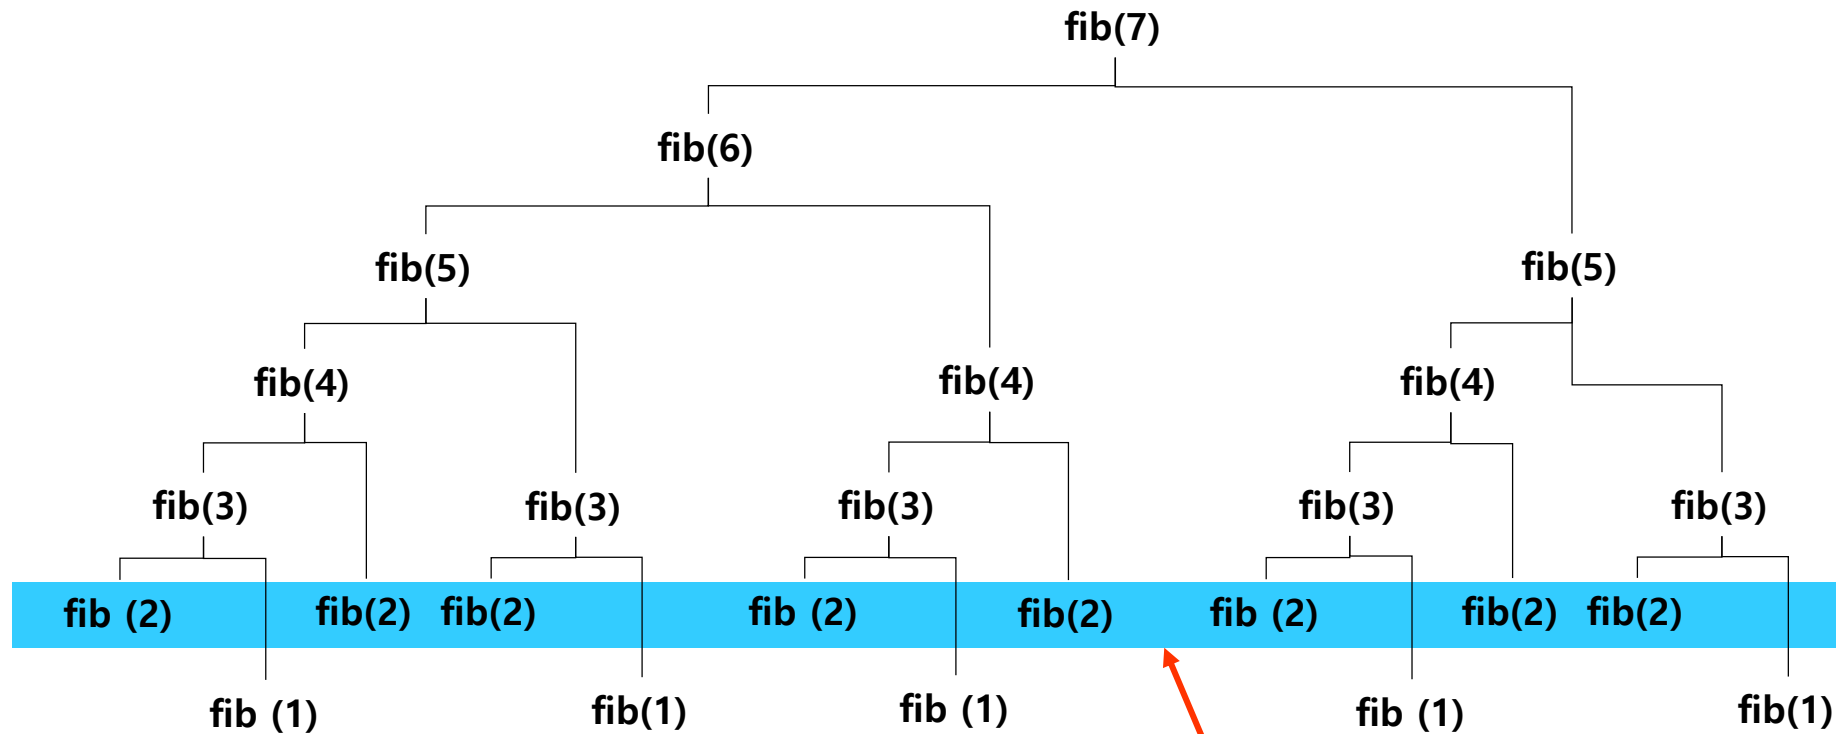 fib(7)
fib(6)
fib(5) fib(5)
fib(4) fib(4) fib(4)
fib(3) fib(3) fib(3) fib(3) fib(3)
fib (2) fib(2) fib(2) fib (2) fib(2) fib (2) fib(2) fib(2)
fib (1) fib(1) fib (1) fib (1) fib(1)